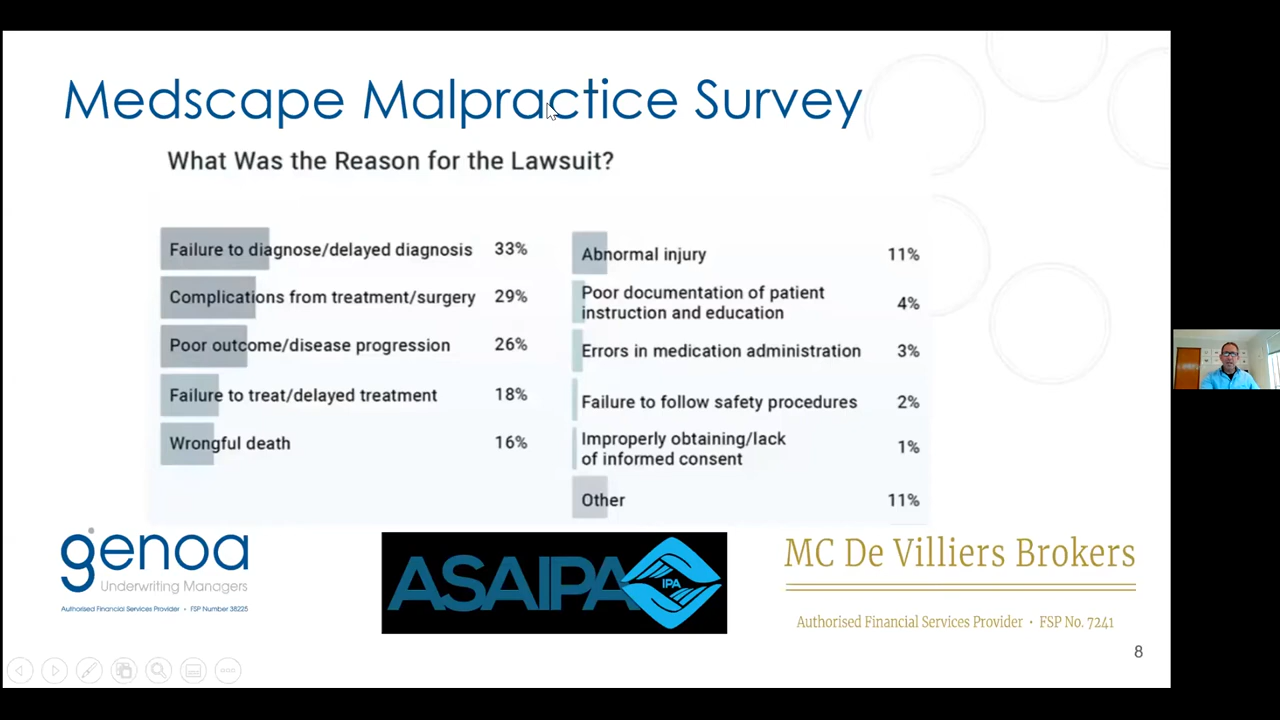 Medscape Malpractice Survey
What Was the Reason for the Lawsuit?
Failure to diagnose/delayed diagnosis 33%
Complications from treatment/surgery 29%
Poor outcome/disease progression 26%
Failure to treat/delayed treatment 18%
Wrongful death 16%
Abnormal injury 11%
Poor documentation of patient
instruction and education 4%
Errors in medication administration 3%
Failure to follow safety procedures 2%
Improperly obtaining/lack
of informed consent 1%
Other 11%
genoa
Underwriting Managers
Authorised Financial Services Provider • FSP Number 38225
ASAIPA
IPA
MC De Villiers Brokers
Authorised Financial Services Provider • FSP No. 7241
8